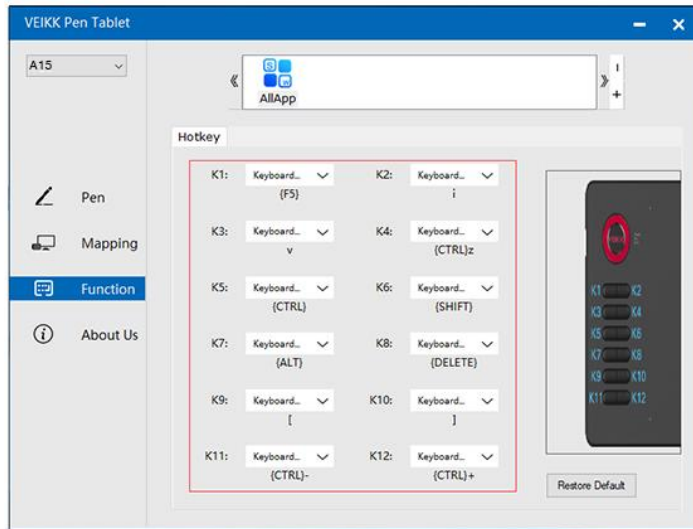 VEIKK Pen Tablet
A15
AllApp
Hotkey
K1: Keyboard... K2: Keyboard...
{F5} i
K3: Keyboard... K4: Keyboard...
v {CTRL}z
K5: Keyboard... K6: Keyboard...
{CTRL} {SHIFT}
K7: Keyboard... K8: Keyboard...
{ALT} {DELETE}
K9: Keyboard... K10: Keyboard...
[ ]
K11: Keyboard... K12: Keyboard...
{CTRL}- {CTRL}+
Pen
Mapping
Function
About Us
K1 K2
K3 K4
K5 K6
K7 K8
K9 K10
K11 K12
Restore Default